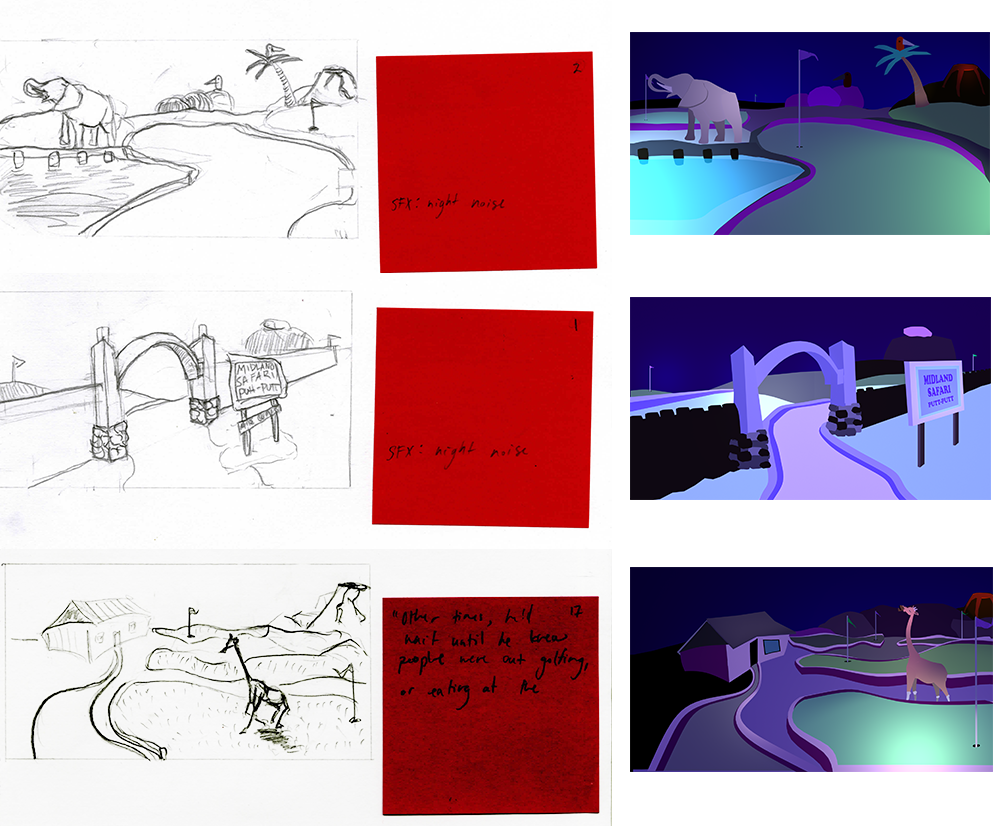 2
SFX: night noise
MIDLAND
SAFARI
PUTT-PUTT
1
SFX: night noise
MIDLAND
SAFARI
PUTT-PUTT
17
"Other times, he'd
wait until he knew
people were out golfing,
or eating at the